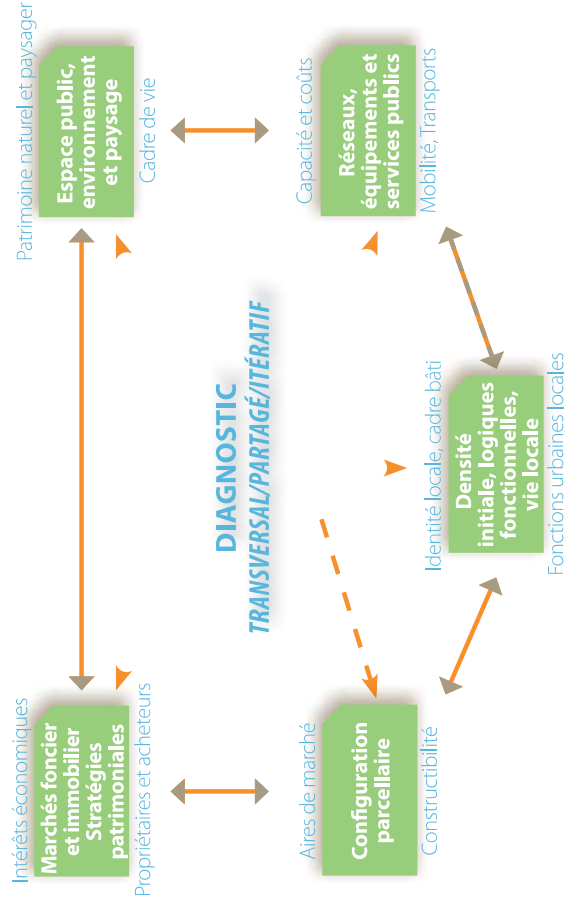 Intérêts économiques
Marchés foncier
et immobilier
Stratégies
patrimoniales
Propriétaires et acheteurs
Patrimoine naturel et paysager
Espace public,
environnement
et paysage
Cadre de vie
DIAGNOSTIC
TRANSVERSAL/PARTAGÉ/ITÉRATIF
Aires de marché
Configuration
parcellaire
Constructibilité
Capacité et coûts
Réseaux,
équipements et
services publics
Mobilité, Transports
Identité locale, cadre bâti
Densité
initiale, logiques
fonctionnelles,
vie locale
Fonctions urbaines locales